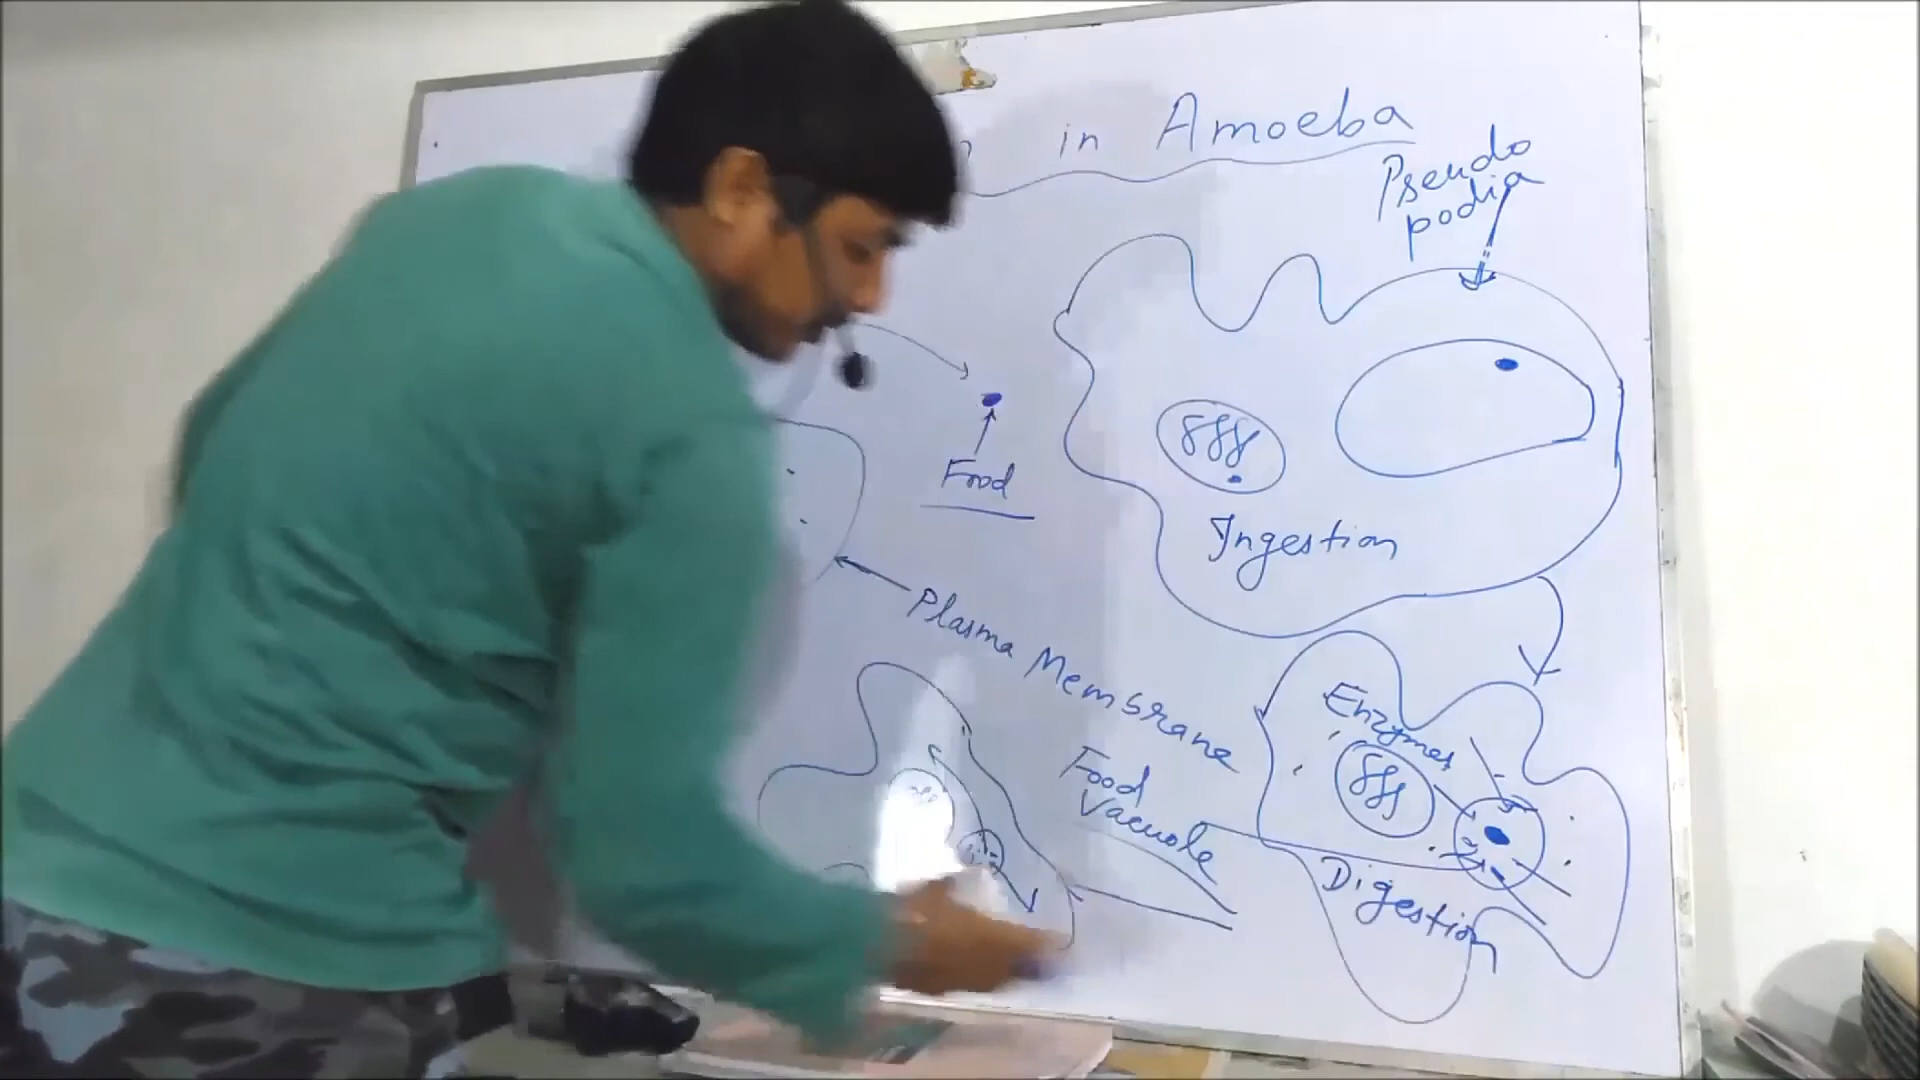 in Amoeba
Pseudo
podia
Food
Ingestion
Plasma Membrane
Enzymes
Food
Vacuole
Digestion